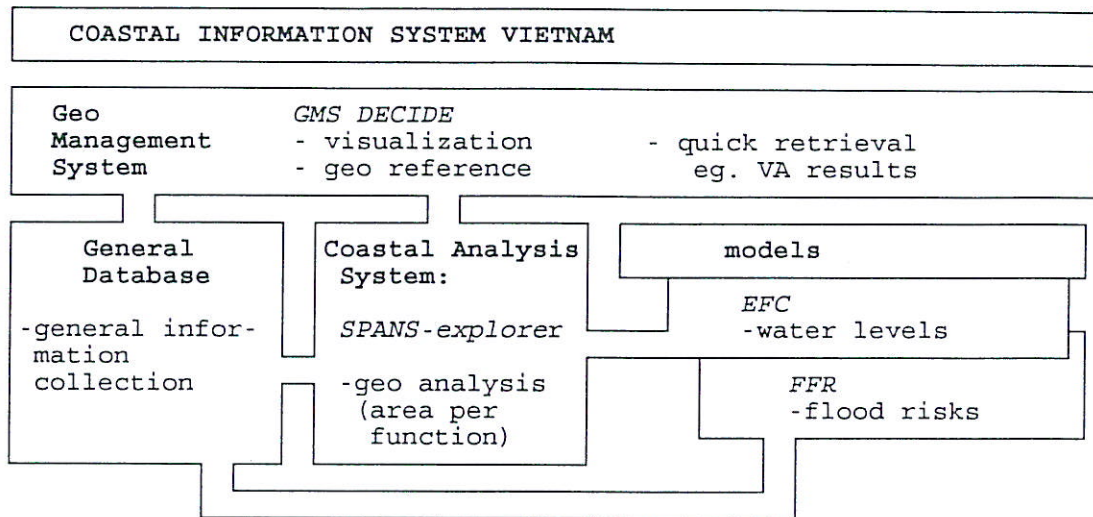 COASTAL INFORMATION SYSTEM VIETNAM
Geo
Management
System
GMS DECIDE
- visualization
- geo reference
- quick retrieval
eg. VA results
General
Database
-general infor-
mation
collection
Coastal Analysis
System:
SPANS-explorer
-geo analysis
(area per
function)
models
EFC
-water levels
FFR
-flood risks